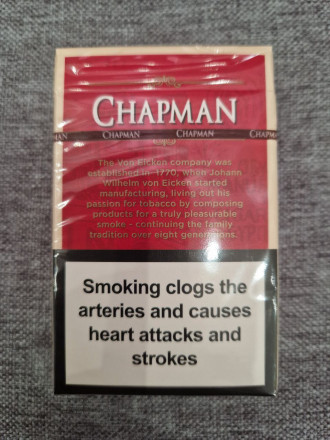 CHAPMAN
MAN CHAPMAN CHAPMAN CHAPMA
The Von Eicken company was
established in 1770, when Johann
Wilhelm von Eicken started
manufacturing, living out his
passion for tobacco by composing
products for a truly pleasurable
smoke - continuing the family
tradition over eight generations.
Smoking clogs the
arteries and causes
heart attacks and
strokes